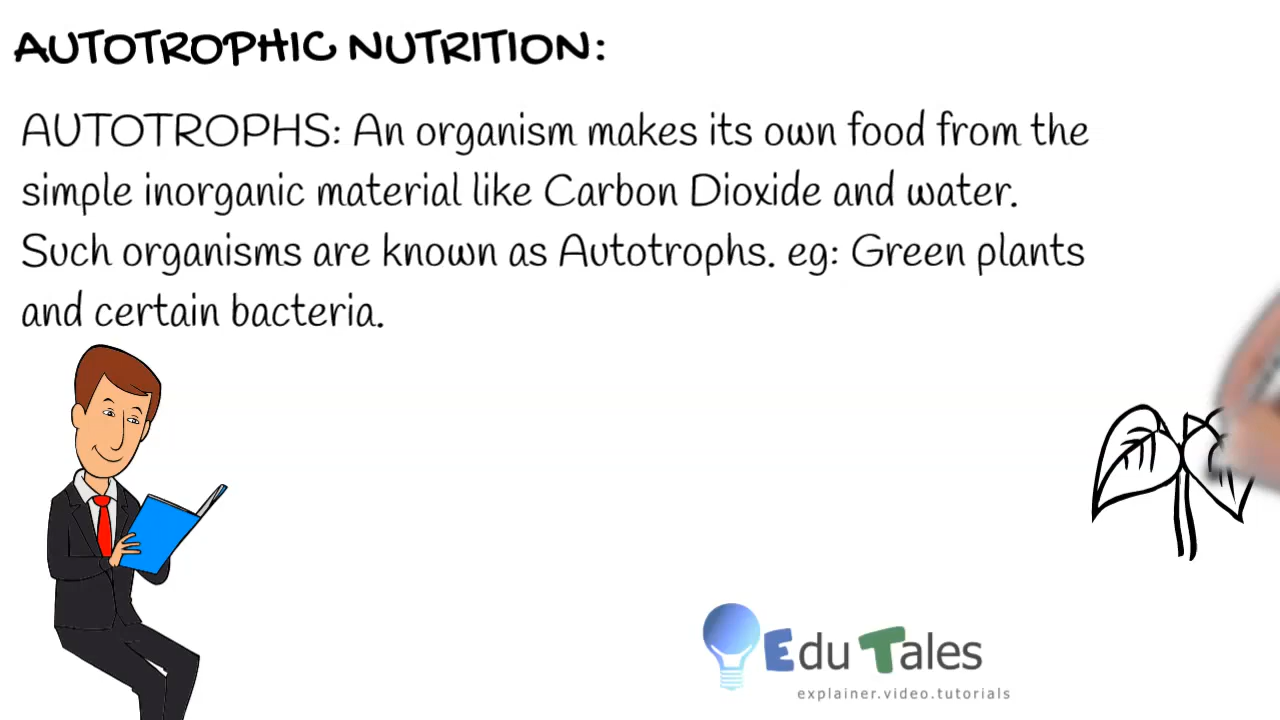 AUTOTROPHIC NUTRITION:
AUTOTROPHS: An organism makes its own food from the
simple inorganic material like Carbon Dioxide and water.
Such organisms are known as Autotrophs. eg: Green plants
and certain bacteria.
Edu Tales
explainer.video.tutorials